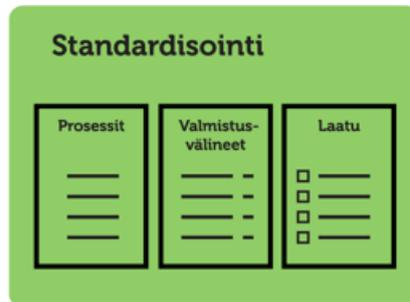 Standardisointi
Prosessit
Valmistus-
välineet
Laatu